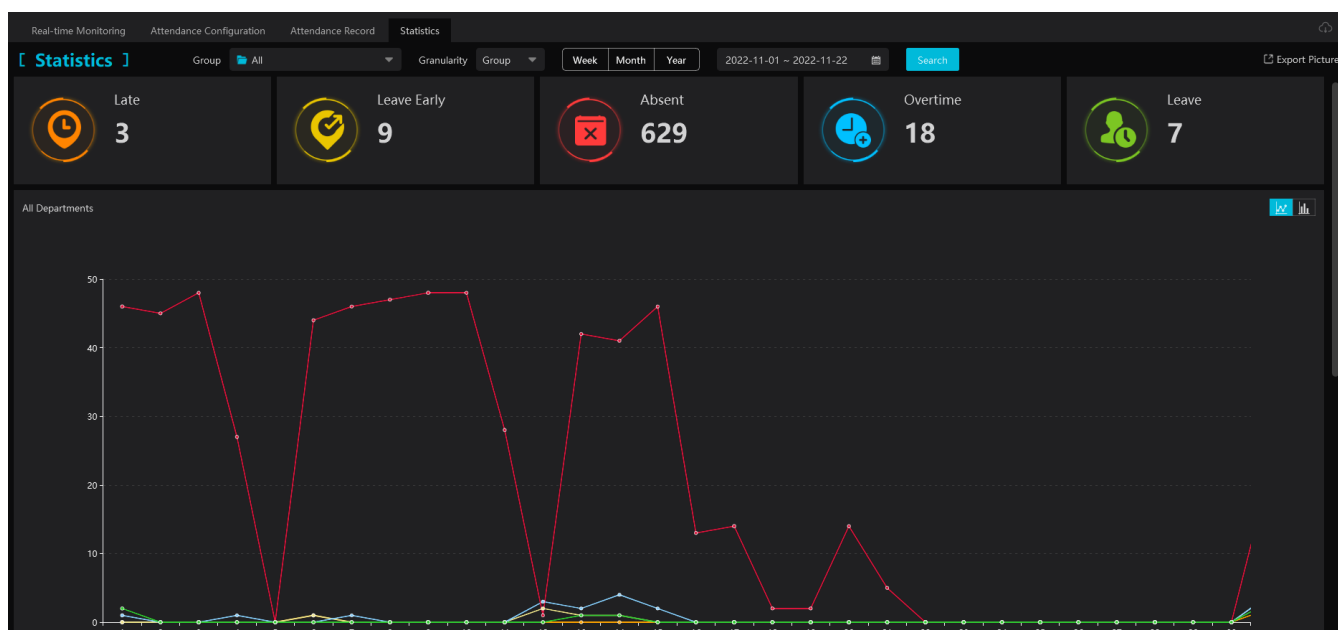 Real-time Monitoring Attendance Configuration Attendance Record Statistics
[ Statistics ] Group All Granularity Group Week Month Year 2022-11-01 ~ 2022-11-22 Search Export Picture
Late Leave Early Absent Overtime Leave
3 9 629 18 7
All Departments
50
40
30
20
10
0